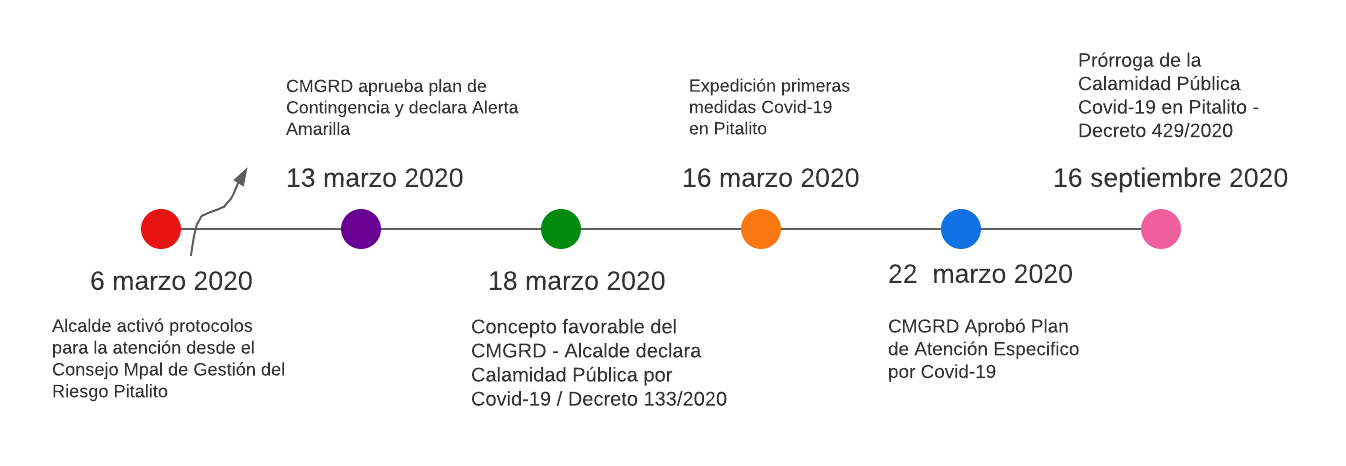 6 marzo 2020
Alcalde activó protocolos
para la atención desde el
Consejo Mpal de Gestión del
Riesgo Pitalito
CMGRD aprueba plan de
Contingencia y declara Alerta
Amarilla
13 marzo 2020
18 marzo 2020
Concepto favorable del
CMGRD - Alcalde declara
Calamidad Pública por
Covid-19 / Decreto 133/2020
Expedición primeras
medidas Covid-19
en Pitalito
16 marzo 2020
22 marzo 2020
CMGRD Aprobó Plan
de Atención Especifico
por Covid-19
Prórroga de la
Calamidad Pública
Covid-19 en Pitalito -
Decreto 429/2020
16 septiembre 2020